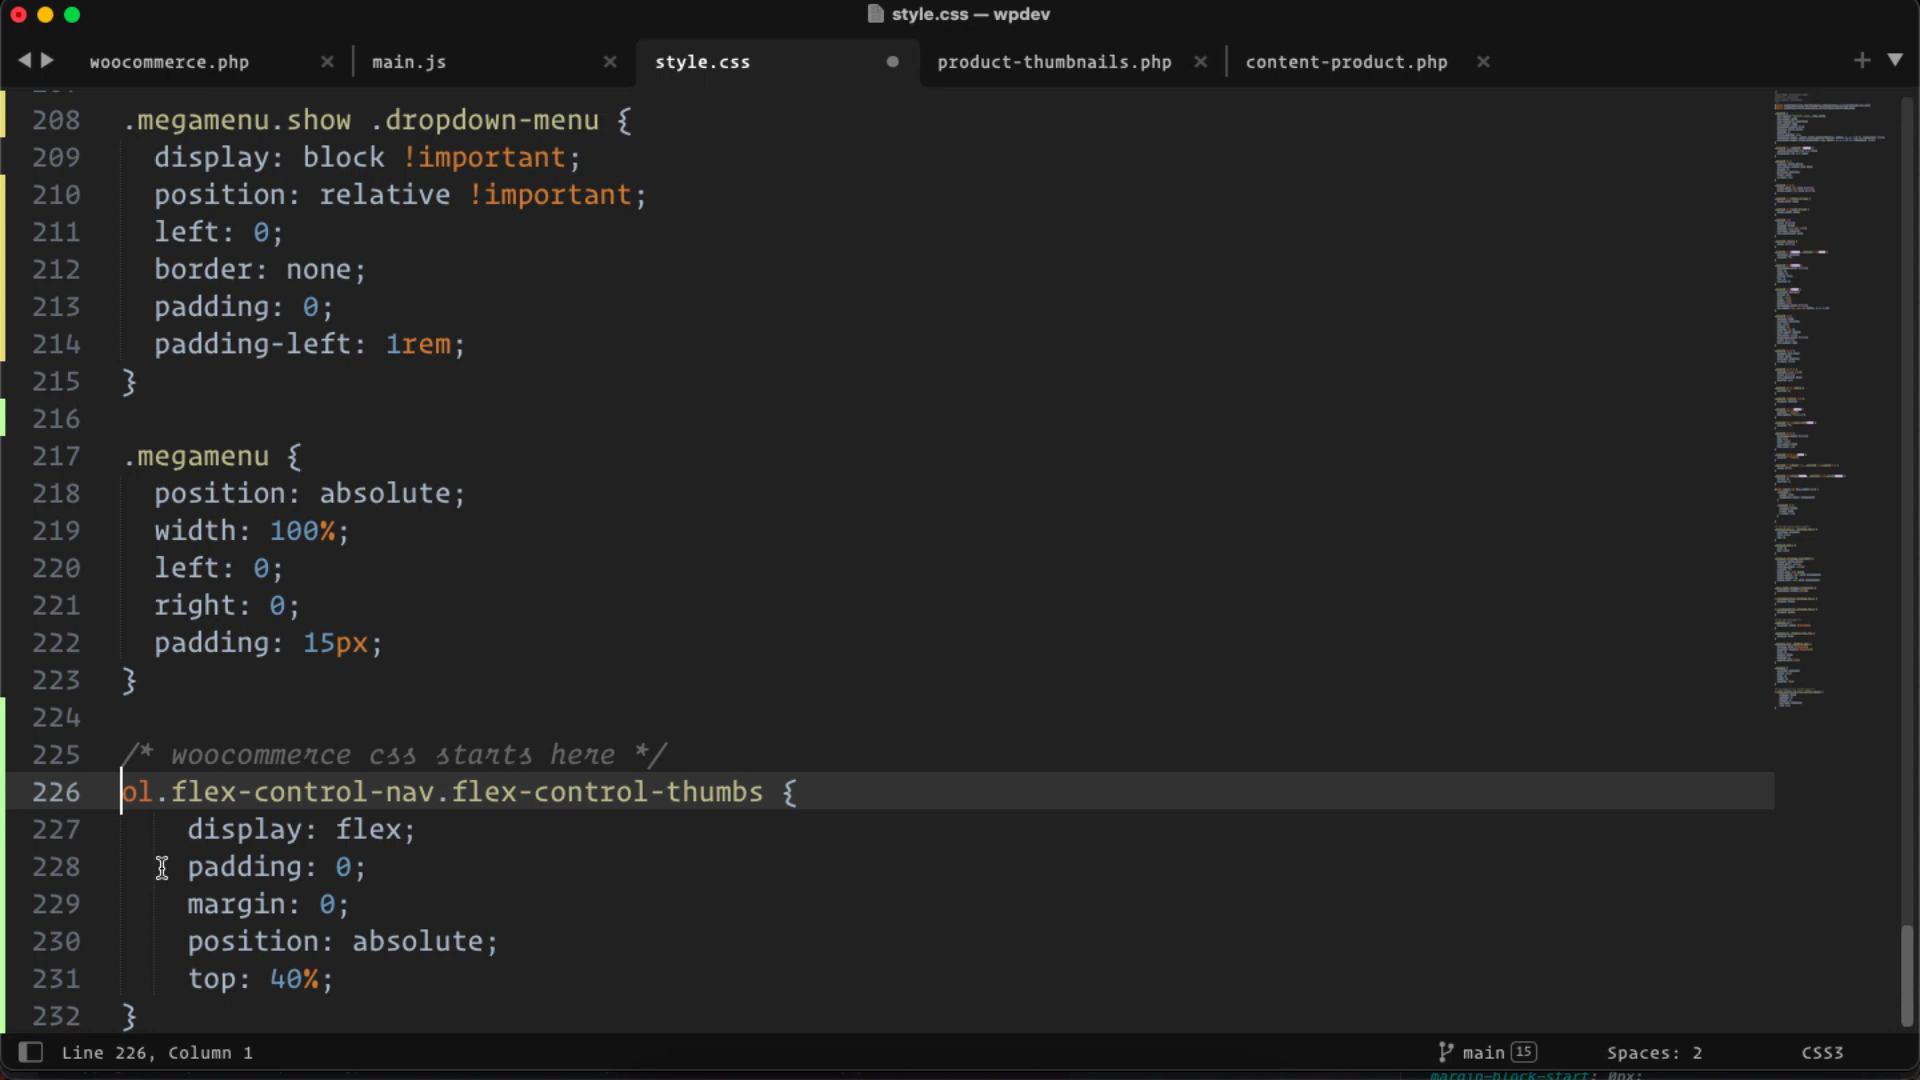 style.css — wpdev
woocommerce.php
main.js
style.css
product-thumbnails.php
content-product.php
208 .megamenu.show .dropdown-menu {
209 display: block !important;
210 position: relative !important;
211 left: 0;
212 border: none;
213 padding: 0;
214 padding-left: 1rem;
215 }
216
217 .megamenu {
218 position: absolute;
219 width: 100%;
220 left: 0;
221 right: 0;
222 padding: 15px;
223 }
224
225 /* woocommerce css starts here */
226 ol.flex-control-nav.flex-control-thumbs {
227 display: flex;
228 padding: 0;
229 margin: 0;
230 position: absolute;
231 top: 40%;
232 }
Line 226, Column 1
main 15
Spaces: 2
CSS3
margin-block-start: 0px;